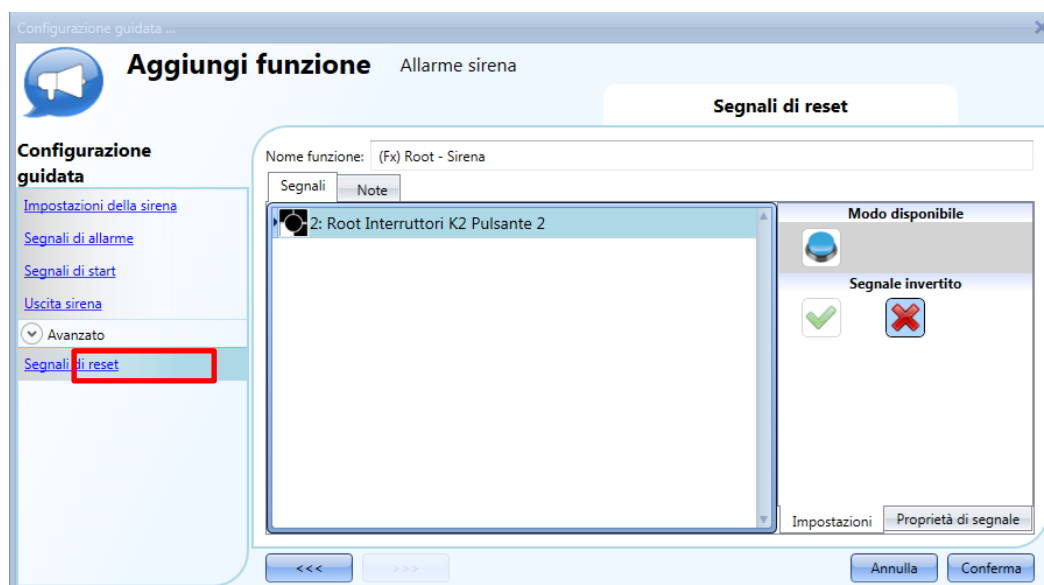 Configurazione guidata ...
Aggiungi funzione Allarme sirena
Segnali di reset
Configurazione
guidata
Impostazioni della sirena
Segnali di allarme
Segnali di start
Uscita sirena
Avanzato
Segnali di reset
Nome funzione: (Fx) Root - Sirena
Segnali Note
2: Root Interruttori K2 Pulsante 2
Modo disponibile
Segnale invertito
Impostazioni Proprietà di segnale
<<< >>> Annulla Conferma